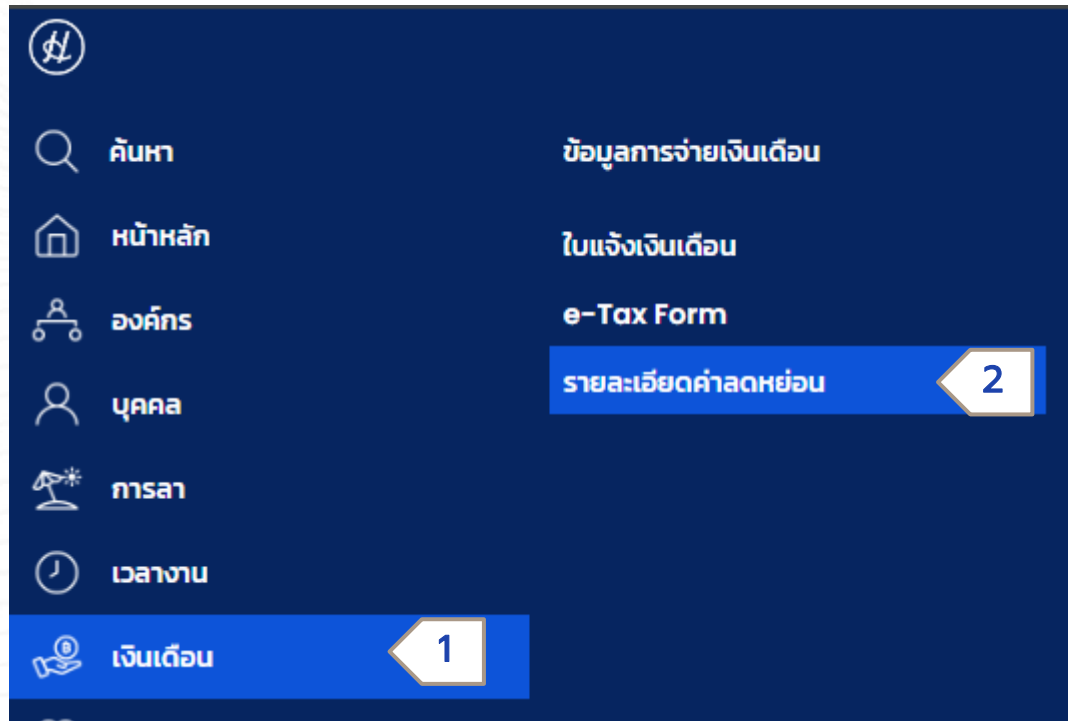 ค้นหา
หน้าหลัก
องค์กร
บุคคล
การลา
เวลางาน
เงินเดือน
1
ข้อมูลการจ่ายเงินเดือน
ใบแจ้งเงินเดือน
e-Tax Form
รายละเอียดค่าลดหย่อน
2